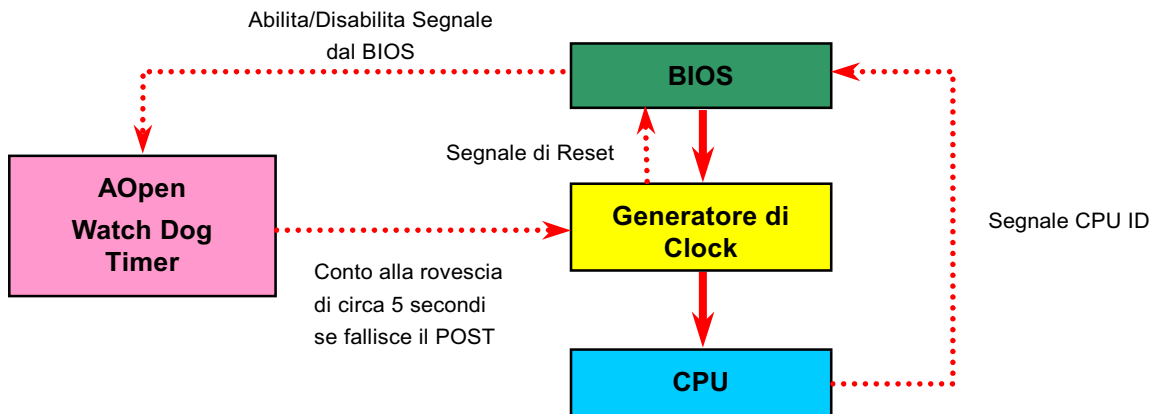 Abilita/Disabilita Segnale
dal BIOS
BIOS
Segnale di Reset
AOpen
Watch Dog
Timer
Generatore di
Clock
Segnale CPU ID
Conto alla rovescia
di circa 5 secondi
se fallisce il POST
CPU